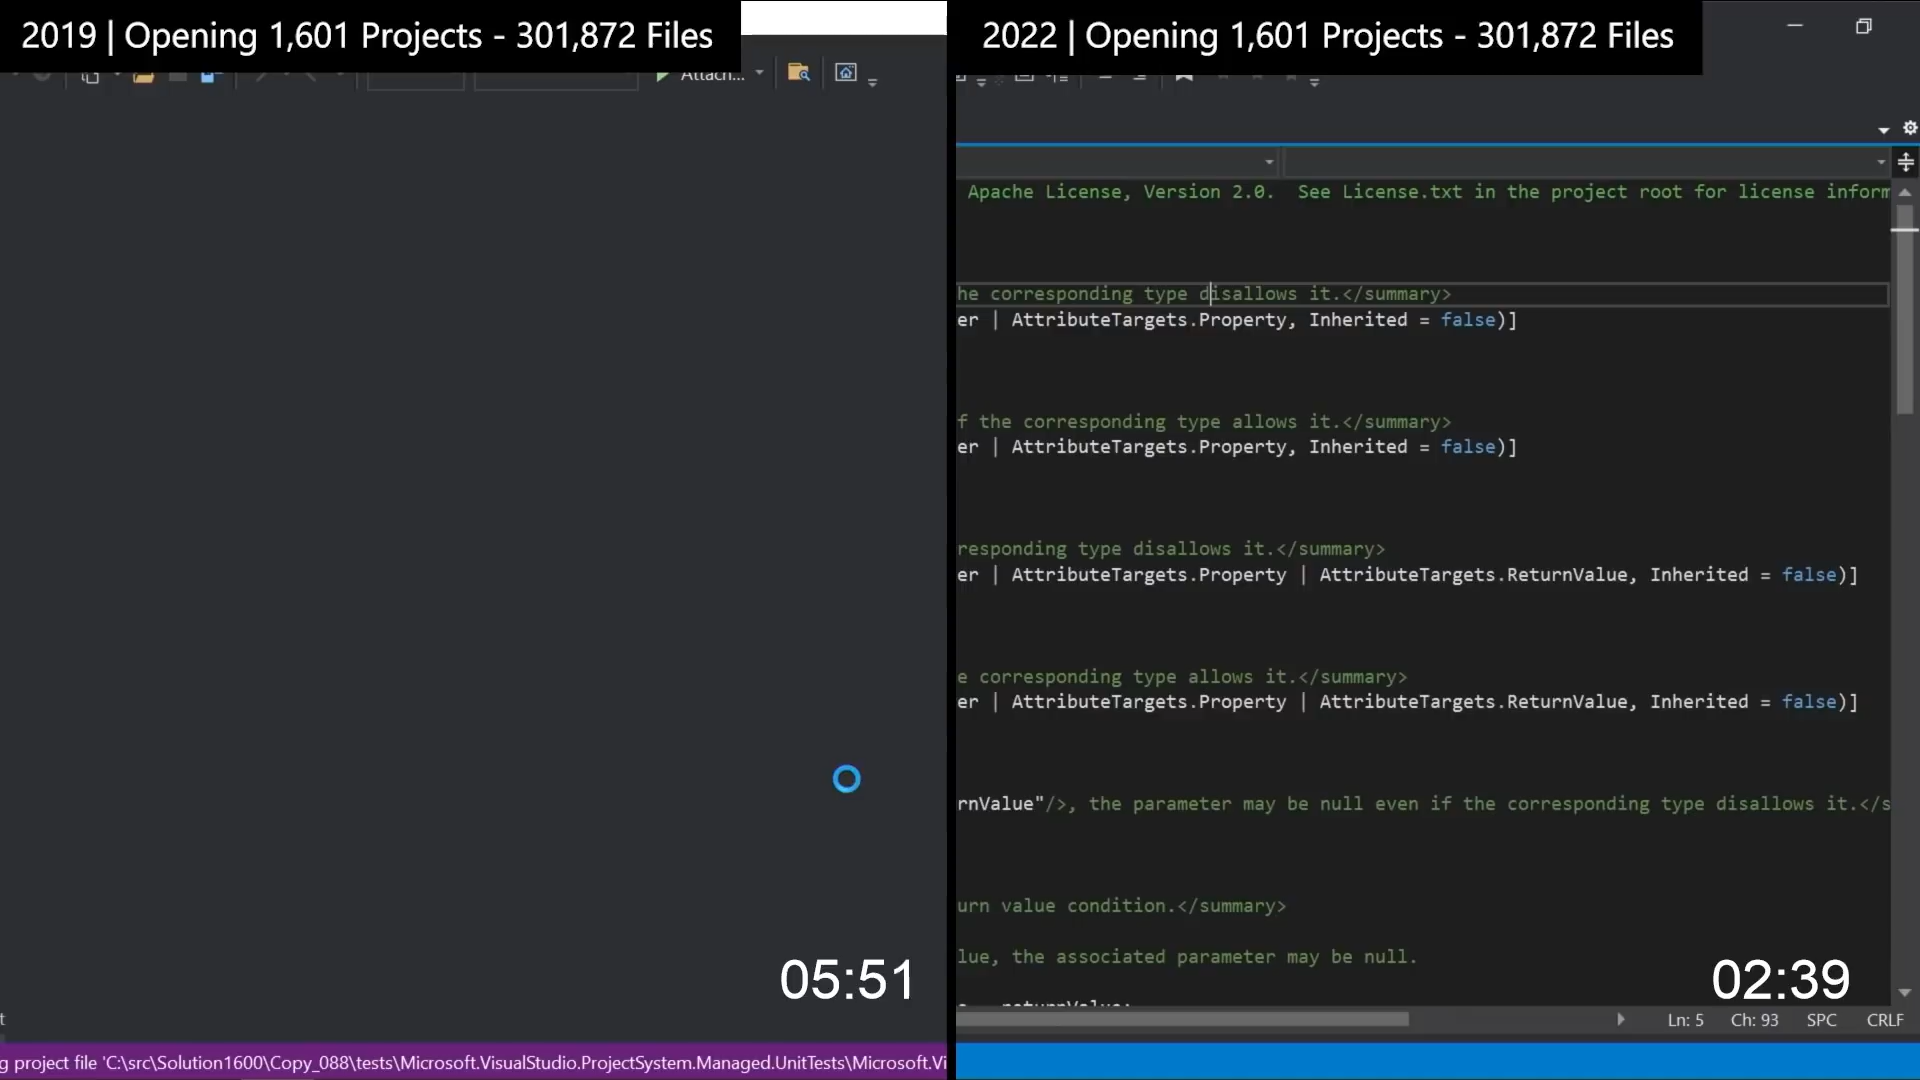 2019 | Opening 1,601 Projects - 301,872 Files
Attach...
05:51
t
g project file 'C:\src\Solution1600\Copy_088\tests\Microsoft.VisualStudio.ProjectSystem.Managed.UnitTests\Microsoft.Vi
2022 | Opening 1,601 Projects - 301,872 Files
Apache License, Version 2.0.  See License.txt in the project root for license inform
he corresponding type disallows it.</summary>
er | AttributeTargets.Property, Inherited = false)]
f the corresponding type allows it.</summary>
er | AttributeTargets.Property, Inherited = false)]
responding type disallows it.</summary>
er | AttributeTargets.Property | AttributeTargets.ReturnValue, Inherited = false)]
e corresponding type allows it.</summary>
er | AttributeTargets.Property | AttributeTargets.ReturnValue, Inherited = false)]
rnValue"/>, the parameter may be null even if the corresponding type disallows it.</s
urn value condition.</summary>
lue, the associated parameter may be null.
returnValue;
02:39
Ln: 5 Ch: 93 SPC CRLF